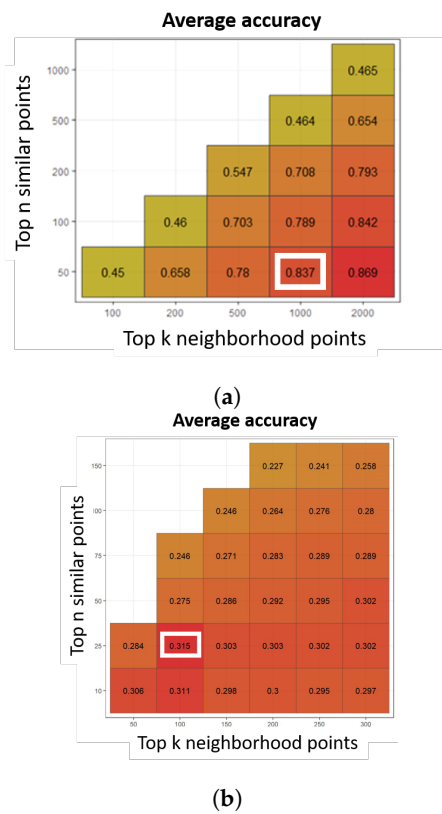 Average accuracy
Top n similar points
1000
0.465
500
0.464 0.654
200
0.547 0.708 0.793
100
0.46 0.703 0.789 0.842
50
0.45 0.658 0.78 0.837 0.869
100 200 500 1000 2000
Top k neighborhood points
(a)
Average accuracy
Top n similar points
150
0.227 0.241 0.258
00
0.246 0.264 0.276 0.28
75
0.246 0.271 0.283 0.289 0.289
50
0.275 0.286 0.292 0.295 0.302
25
0.284 0.315 0.303 0.303 0.302 0.302
10
0.306 0.311 0.298 0.3 0.295 0.297
50 100 150 200 250 300
Top k neighborhood points
(b)